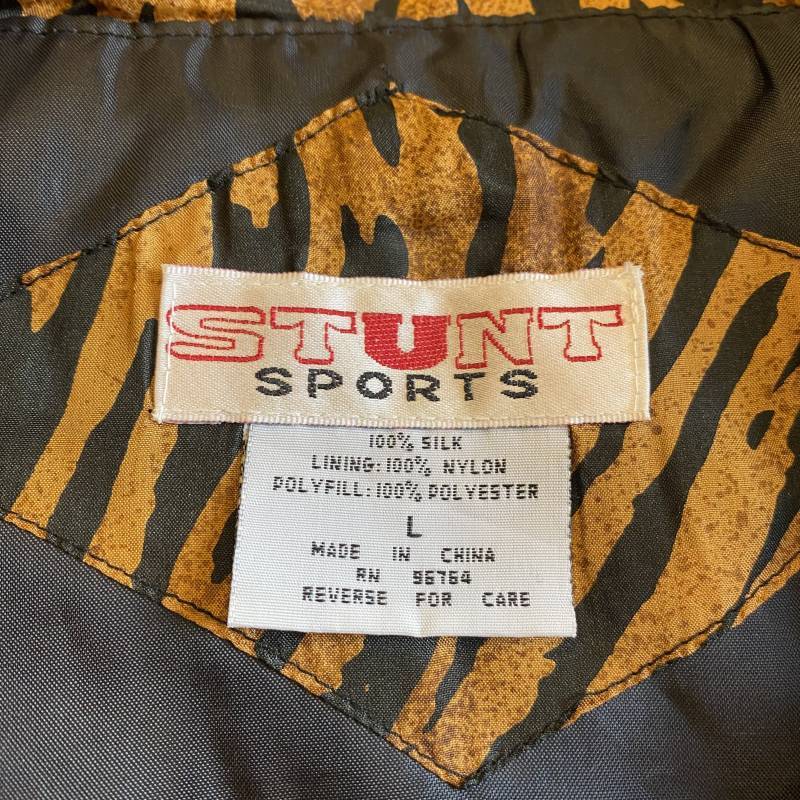 STUNT
SPORTS
100% SILK
LINING: 100% NYLON
POLYFILL: 100% POLYESTER
L
MADE IN CHINA
RN 96764
REVERSE FOR CARE